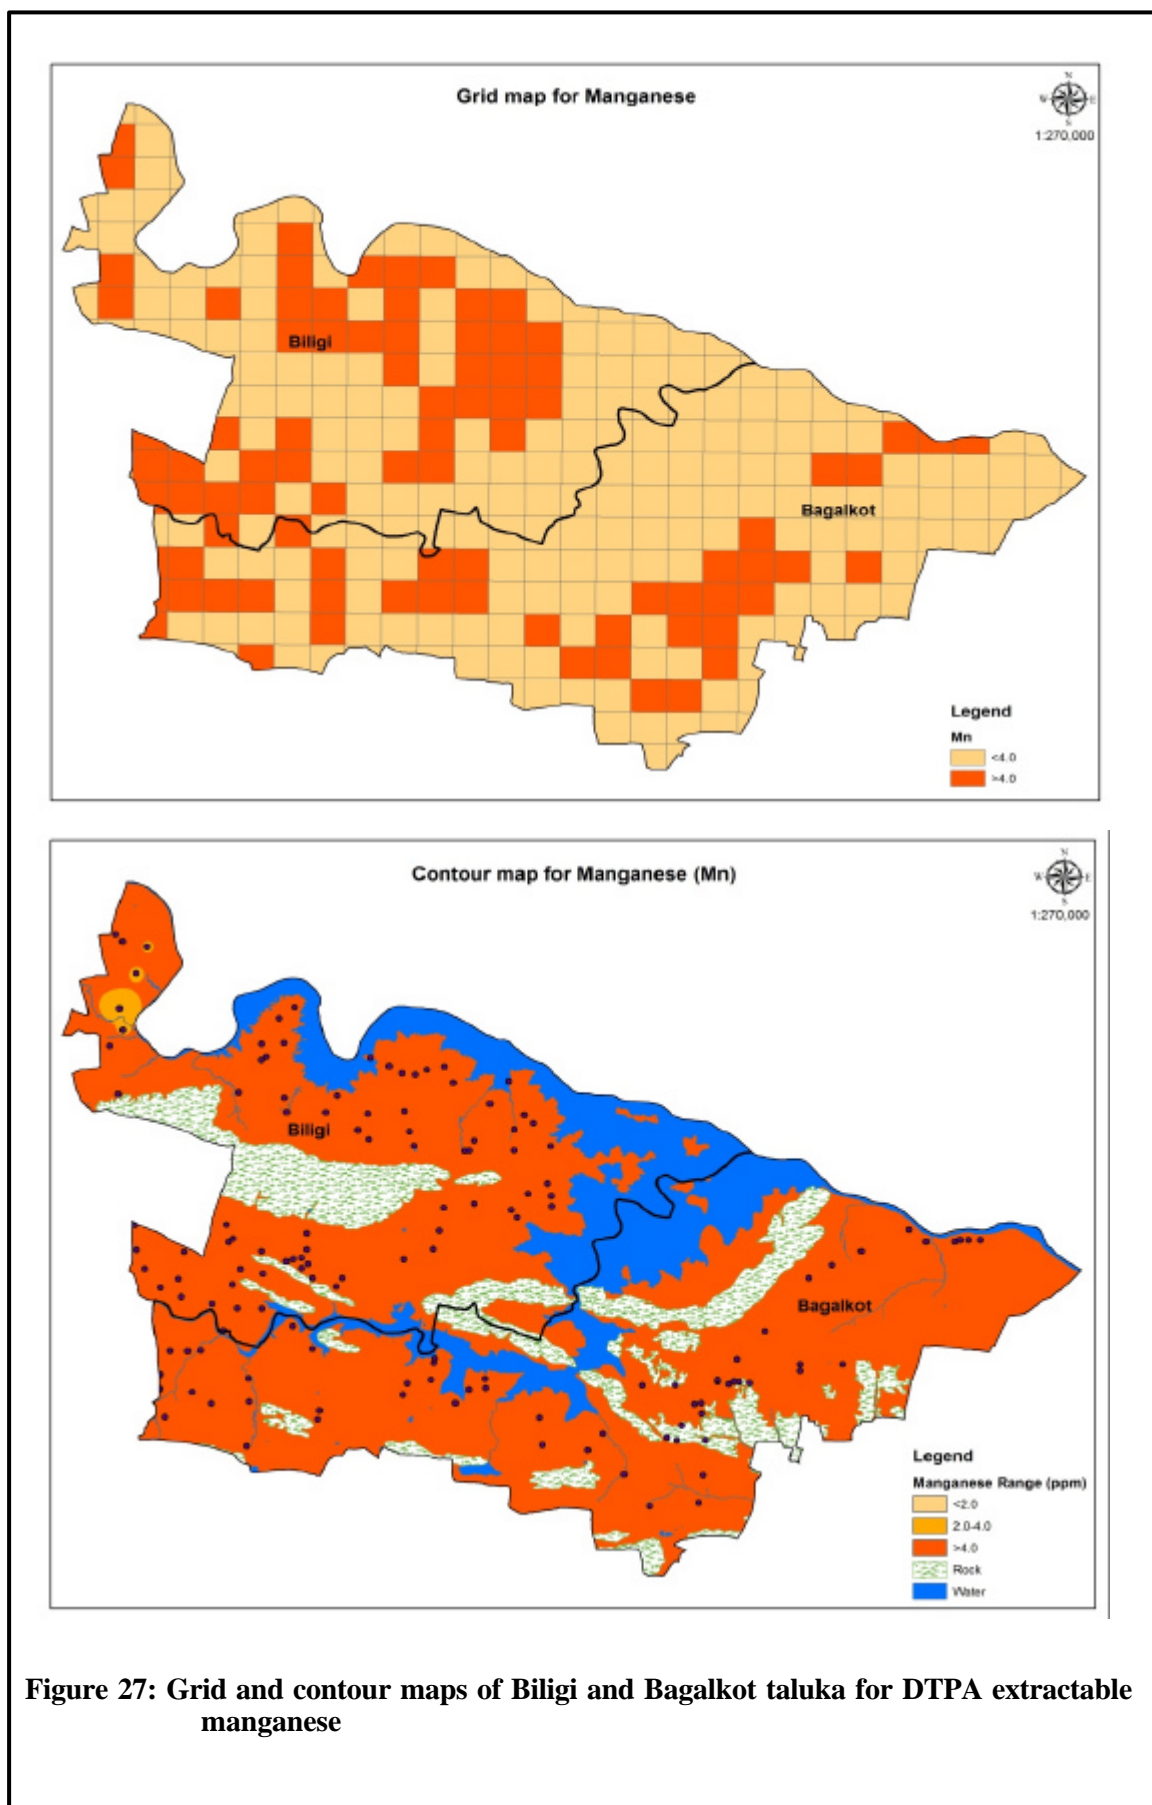 Grid map for Manganese
N
W E
S
1:270,000
Biligi
Bagalkot
Legend
Mn
<4.0
>4.0
Contour map for Manganese (Mn)
N
W E
S
1:270,000
Biligi
Bagalkot
Legend
Manganese Range (ppm)
<2.0
2.0-4.0
>4.0
Rock
Water
Figure 27: Grid and contour maps of Biligi and Bagalkot taluka for DTPA extractable
manganese